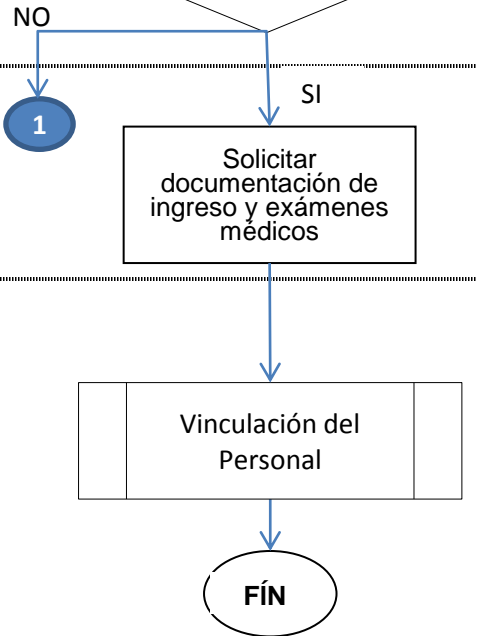 NO
SI
1
Solicitar
documentación de
ingreso y exámenes
médicos
Vinculación del
Personal
FÍN